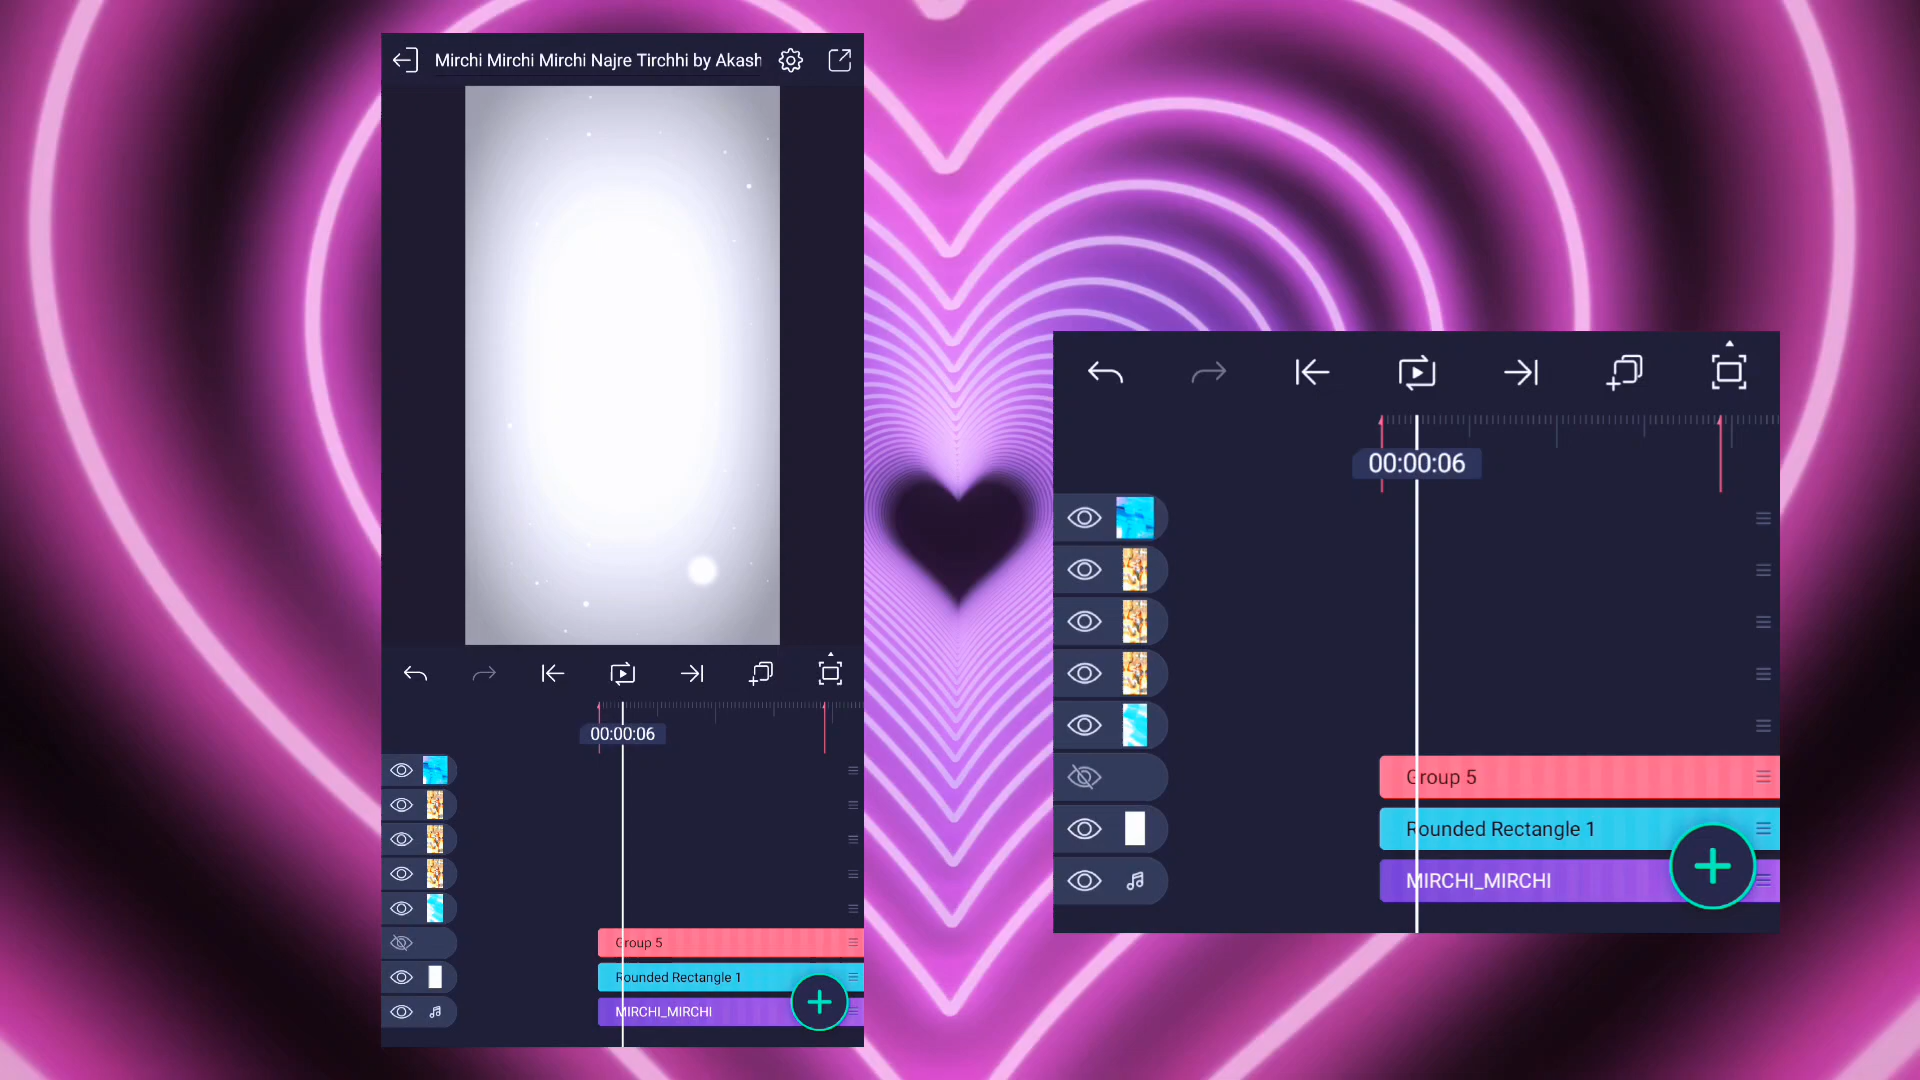 Mirchi Mirchi Mirchi Najre Tirchhi by Akash
00:00:06
Group 5
Rounded Rectangle 1
MIRCHI_MIRCHI
00:00:06
Group 5
Rounded Rectangle 1
MIRCHI_MIRCHI